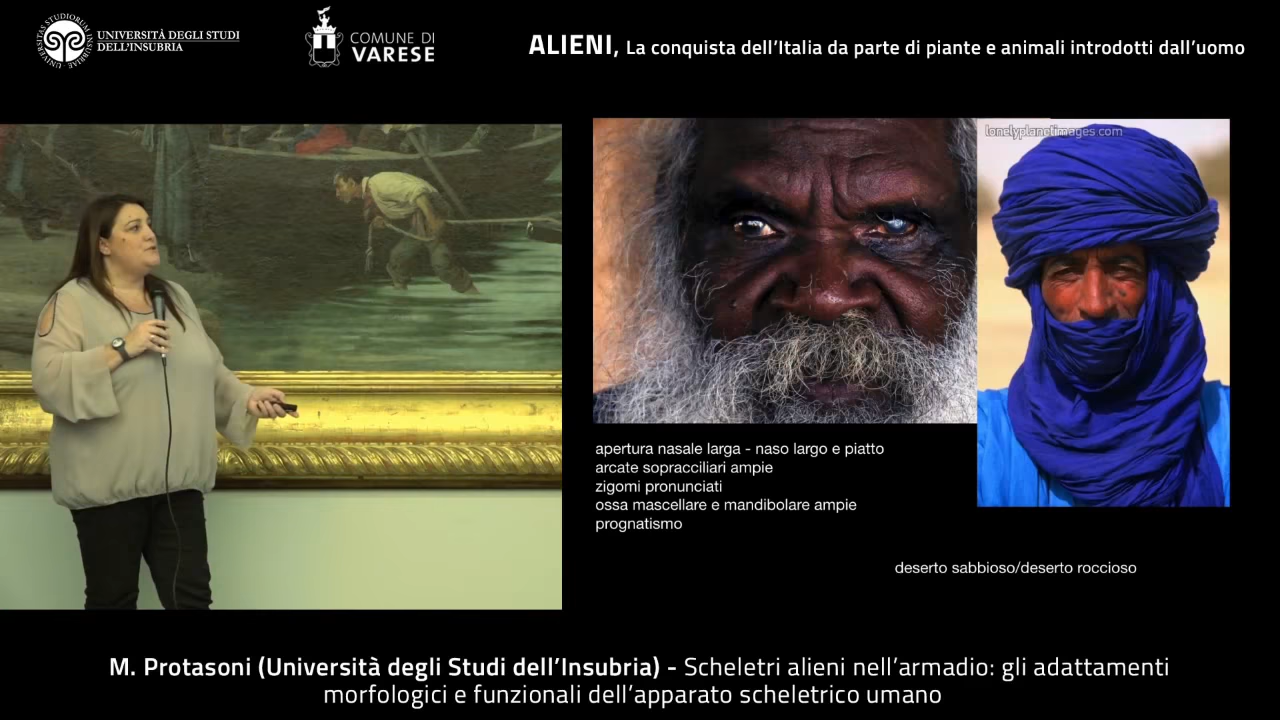 UNIVERSITÀ DEGLI STUDI
DELL'INSUBRIA
UNIVERSITAS STUDIORUM INSUBRIAE
COMUNE DI
VARESE
ALIENI, La conquista dell'Italia da parte di piante e animali introdotti dall'uomo
lonelyplanetimages.com
apertura nasale larga - naso largo e piatto
arcate sopracciliari ampie
zigomi pronunciati
ossa mascellare e mandibolare ampie
prognatismo
deserto sabbioso/deserto roccioso
M. Protasoni (Università degli Studi dell'Insubria) - Scheletri alieni nell'armadio: gli adattamenti
morfologici e funzionali dell'apparato scheletrico umano